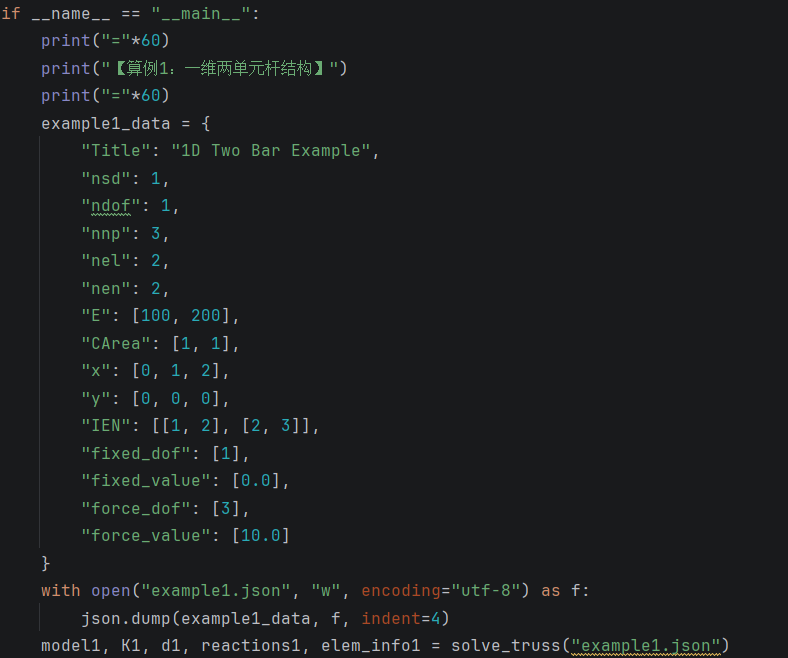 if __name__ == "__main__":
    print("="*60)
    print("【算例1：一维两单元杆结构】")
    print("="*60)
    example1_data = {
        "Title": "1D Two Bar Example",
        "nsd": 1,
        "ndof": 1,
        "nnp": 3,
        "nel": 2,
        "nen": 2,
        "E": [100, 200],
        "CArea": [1, 1],
        "x": [0, 1, 2],
        "y": [0, 0, 0],
        "IEN": [[1, 2], [2, 3]],
        "fixed_dof": [1],
        "fixed_value": [0.0],
        "force_dof": [3],
        "force_value": [10.0]
    }
    with open("example1.json", "w", encoding="utf-8") as f:
        json.dump(example1_data, f, indent=4)
    model1, K1, d1, reactions1, elem_info1 = solve_truss("example1.json")